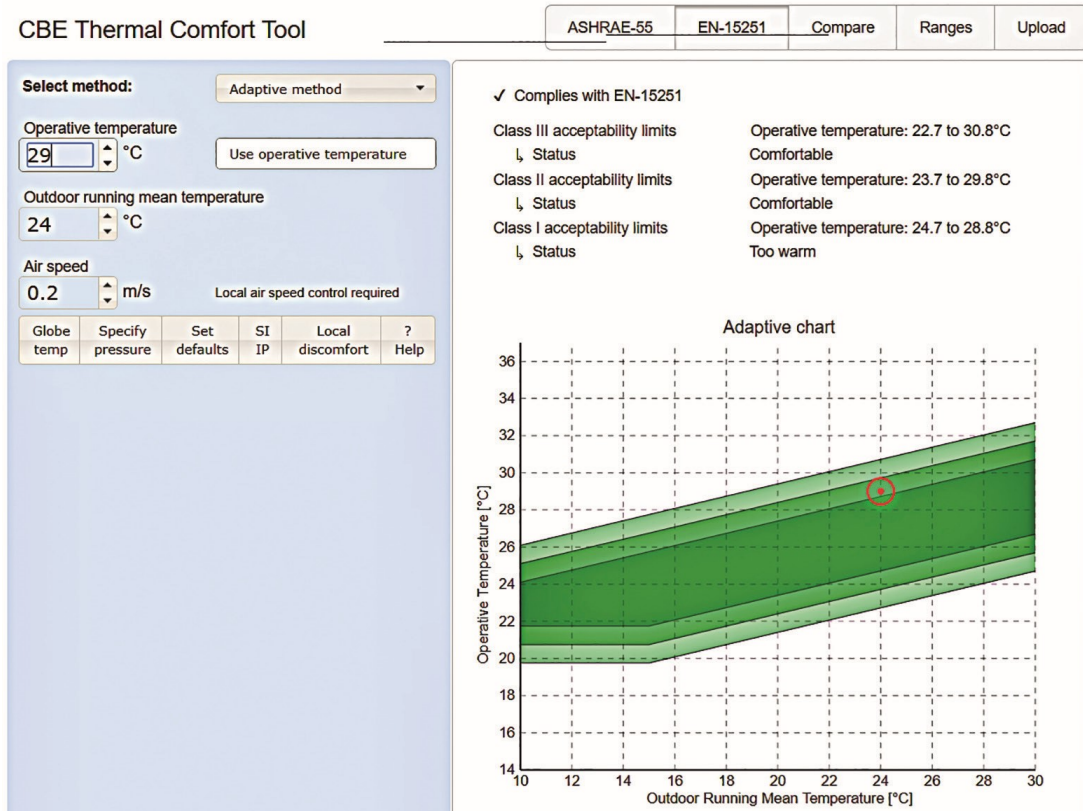 CBE Thermal Comfort Tool
ASHRAE-55
EN-15251
Compare
Ranges
Upload
Select method:
Adaptive method
Operative temperature
29 °C
Use operative temperature
Outdoor running mean temperature
24 °C
Air speed
0.2 m/s
Local air speed control required
Globe temp
Specify pressure
Set defaults
SI IP
Local discomfort
? Help
✓ Complies with EN-15251
Class III acceptability limits Operative temperature: 22.7 to 30.8°C
↳ Status Comfortable
Class II acceptability limits Operative temperature: 23.7 to 29.8°C
↳ Status Comfortable
Class I acceptability limits Operative temperature: 24.7 to 28.8°C
↳ Status Too warm
Adaptive chart
Operative Temperature [°C]
36
34
32
30
28
26
24
22
20
18
16
14
10 12 14 16 18 20 22 24 26 28 30
Outdoor Running Mean Temperature [°C]